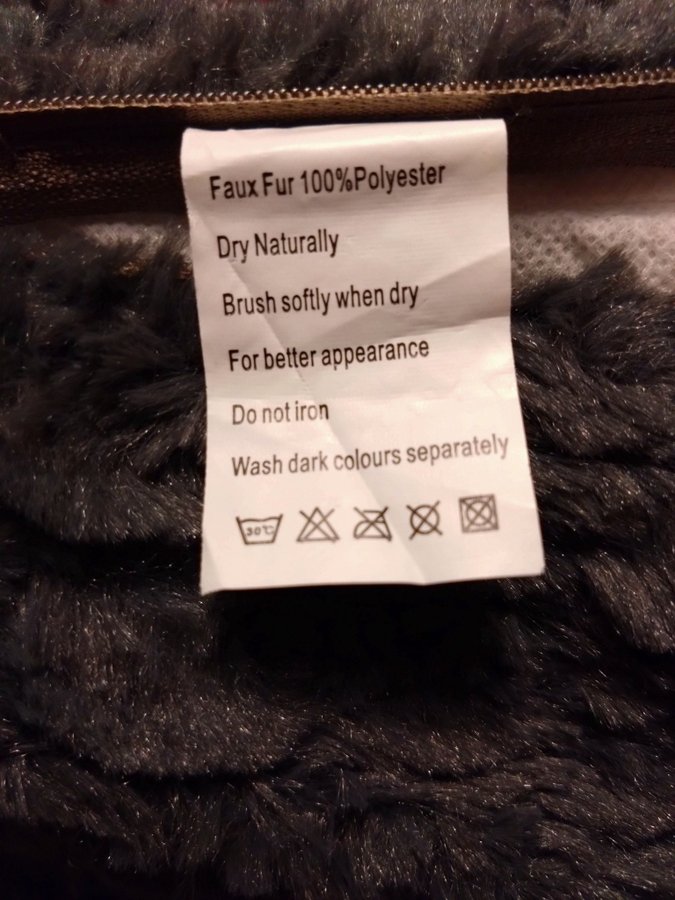 Faux Fur 100%Polyester
Dry Naturally
Brush softly when dry
For better appearance
Do not iron
Wash dark colours separately
30℃